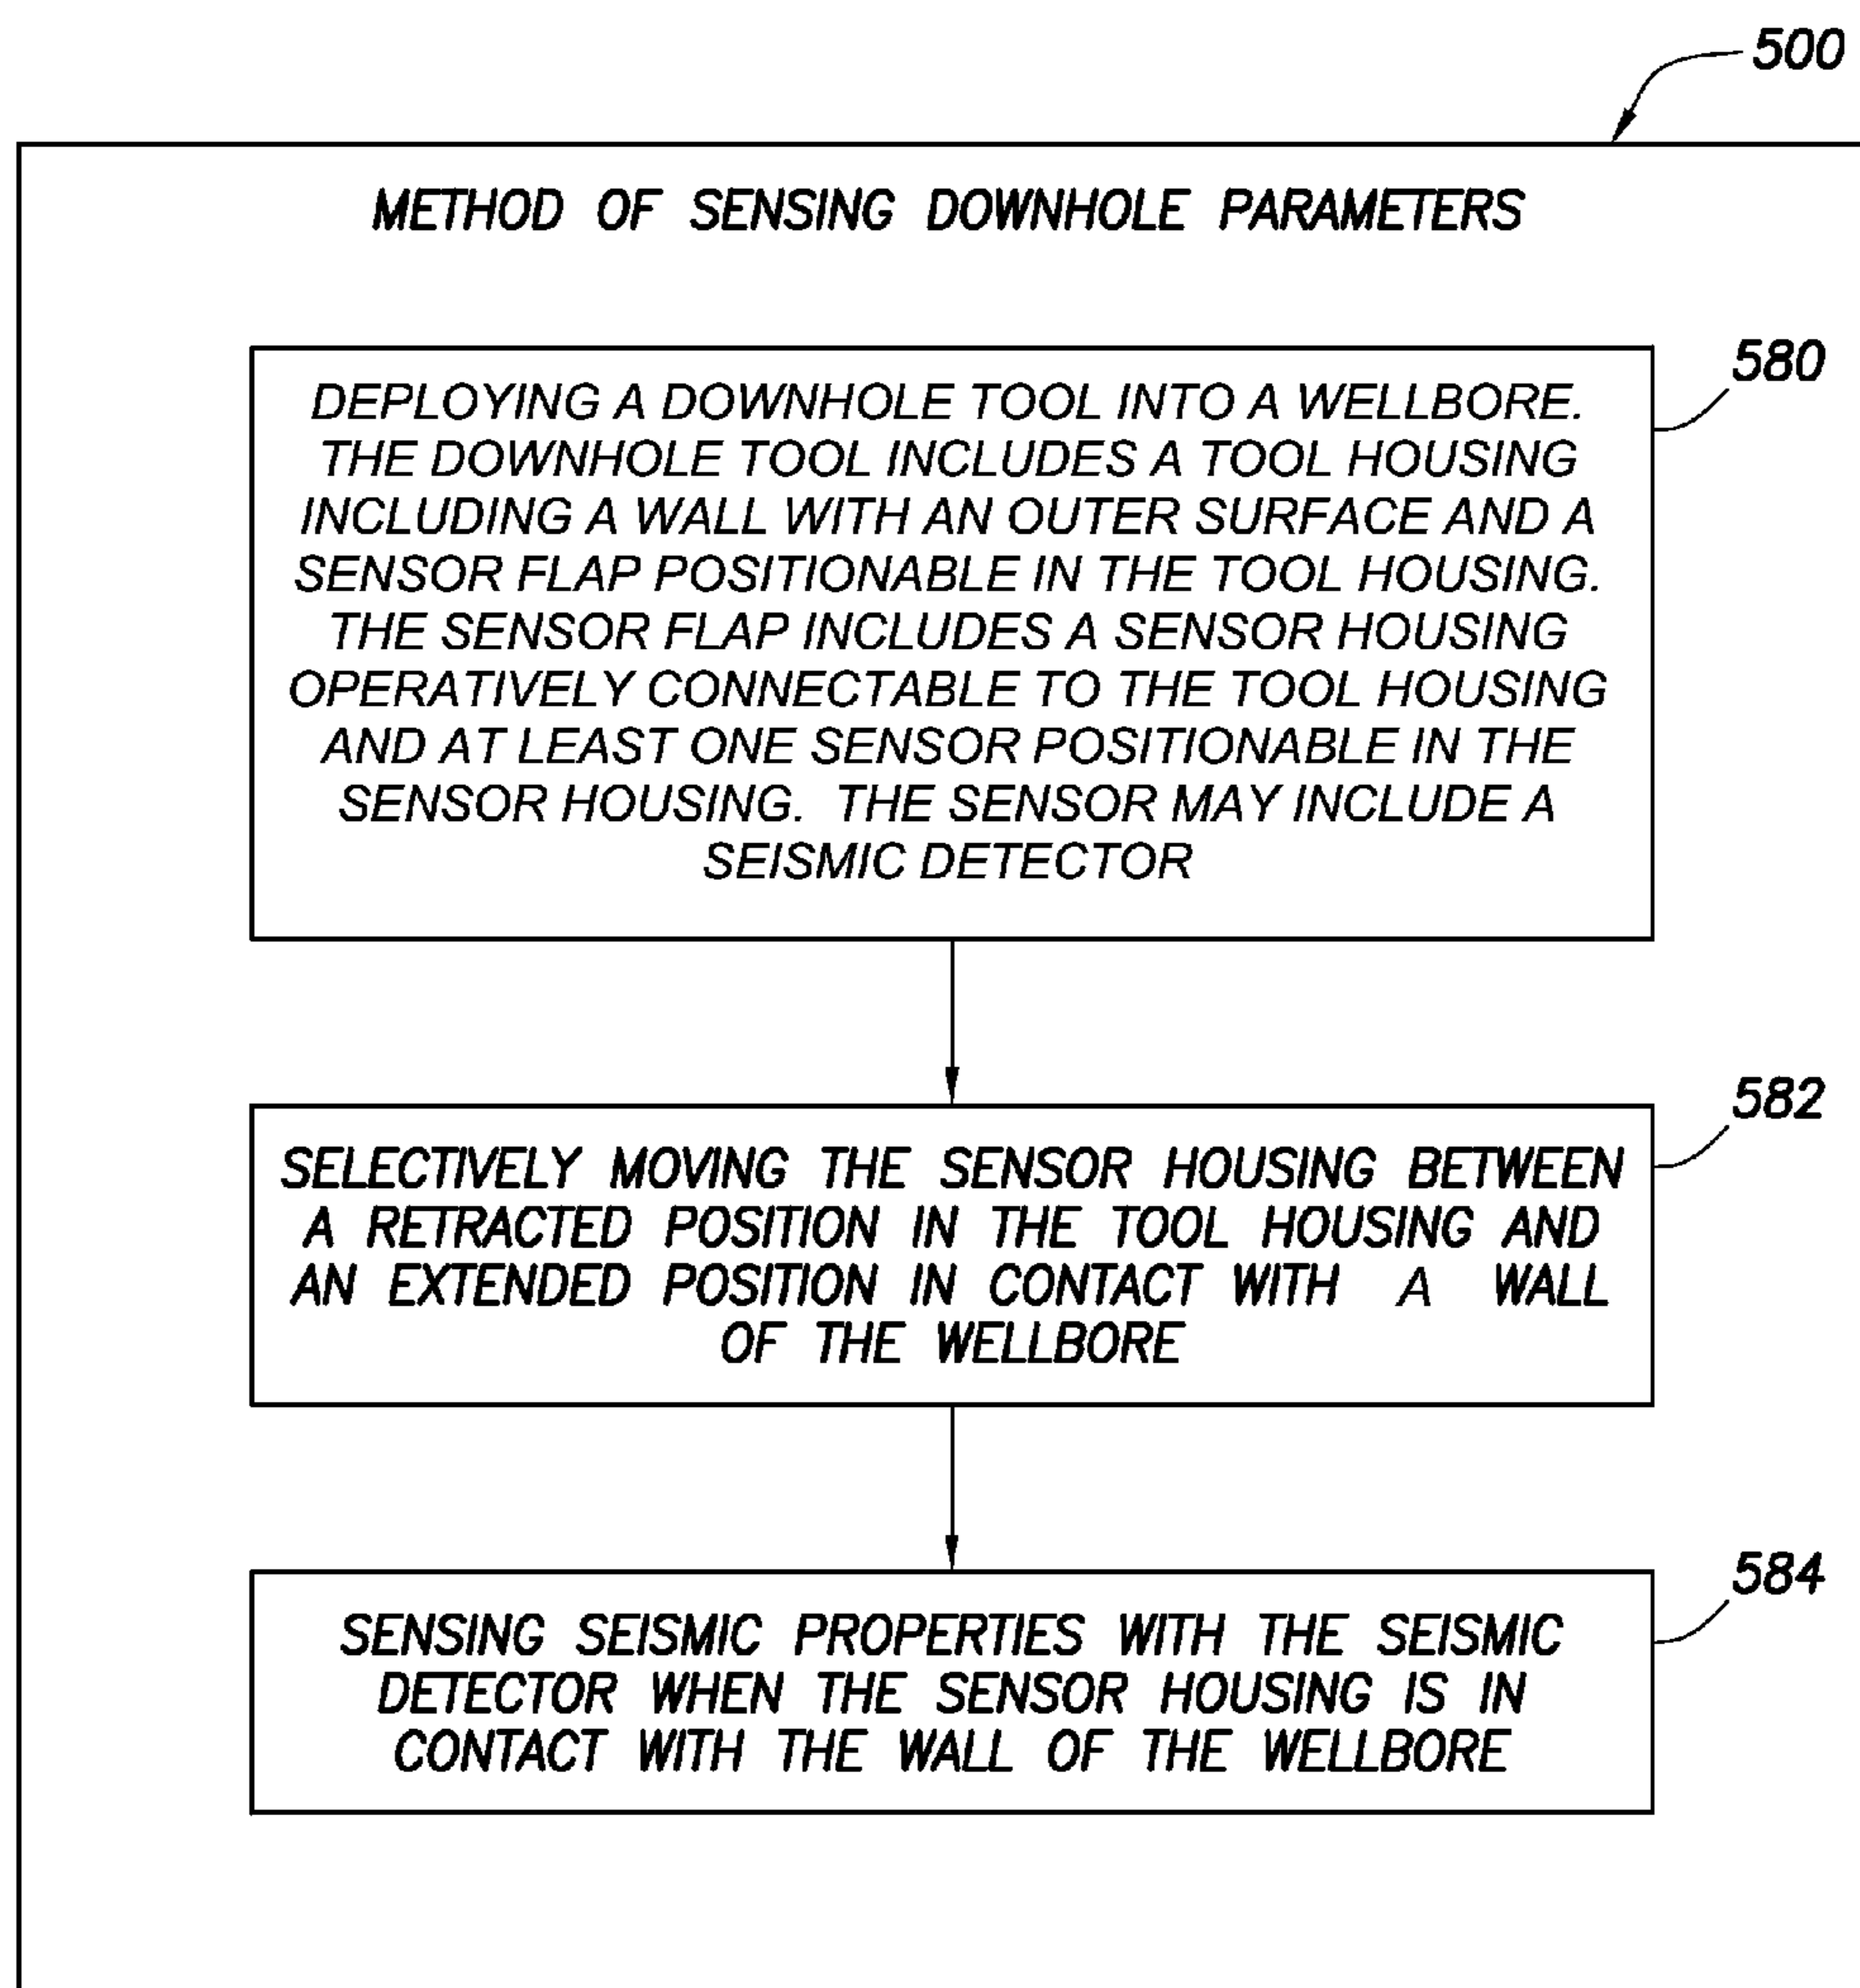 500
METHOD OF SENSING DOWNHOLE PARAMETERS
580
DEPLOYING A DOWNHOLE TOOL INTO A WELLBORE.
THE DOWNHOLE TOOL INCLUDES A TOOL HOUSING
INCLUDING A WALL WITH AN OUTER SURFACE AND A
SENSOR FLAP POSITIONABLE IN THE TOOL HOUSING.
THE SENSOR FLAP INCLUDES A SENSOR HOUSING
OPERATIVELY CONNECTABLE TO THE TOOL HOUSING
AND AT LEAST ONE SENSOR POSITIONABLE IN THE
SENSOR HOUSING. THE SENSOR MAY INCLUDE A
SEISMIC DETECTOR
582
SELECTIVELY MOVING THE SENSOR HOUSING BETWEEN
A RETRACTED POSITION IN THE TOOL HOUSING AND
AN EXTENDED POSITION IN CONTACT WITH A WALL
OF THE WELLBORE
584
SENSING SEISMIC PROPERTIES WITH THE SEISMIC
DETECTOR WHEN THE SENSOR HOUSING IS IN
CONTACT WITH THE WALL OF THE WELLBORE